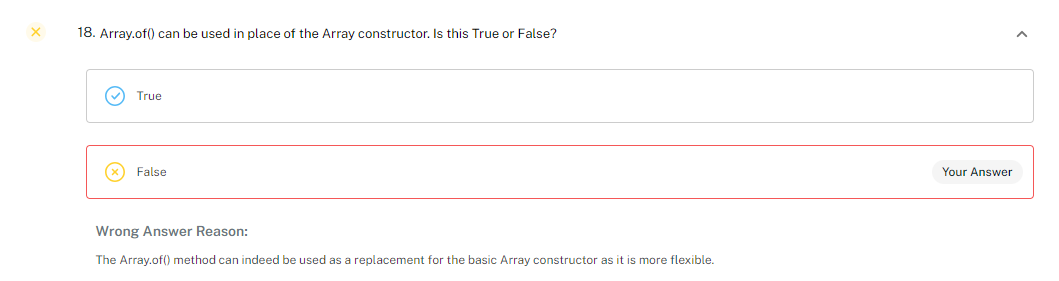 18. Array.of() can be used in place of the Array constructor. Is this True or False?
True
False
Your Answer
Wrong Answer Reason:
The Array.of() method can indeed be used as a replacement for the basic Array constructor as it is more flexible.